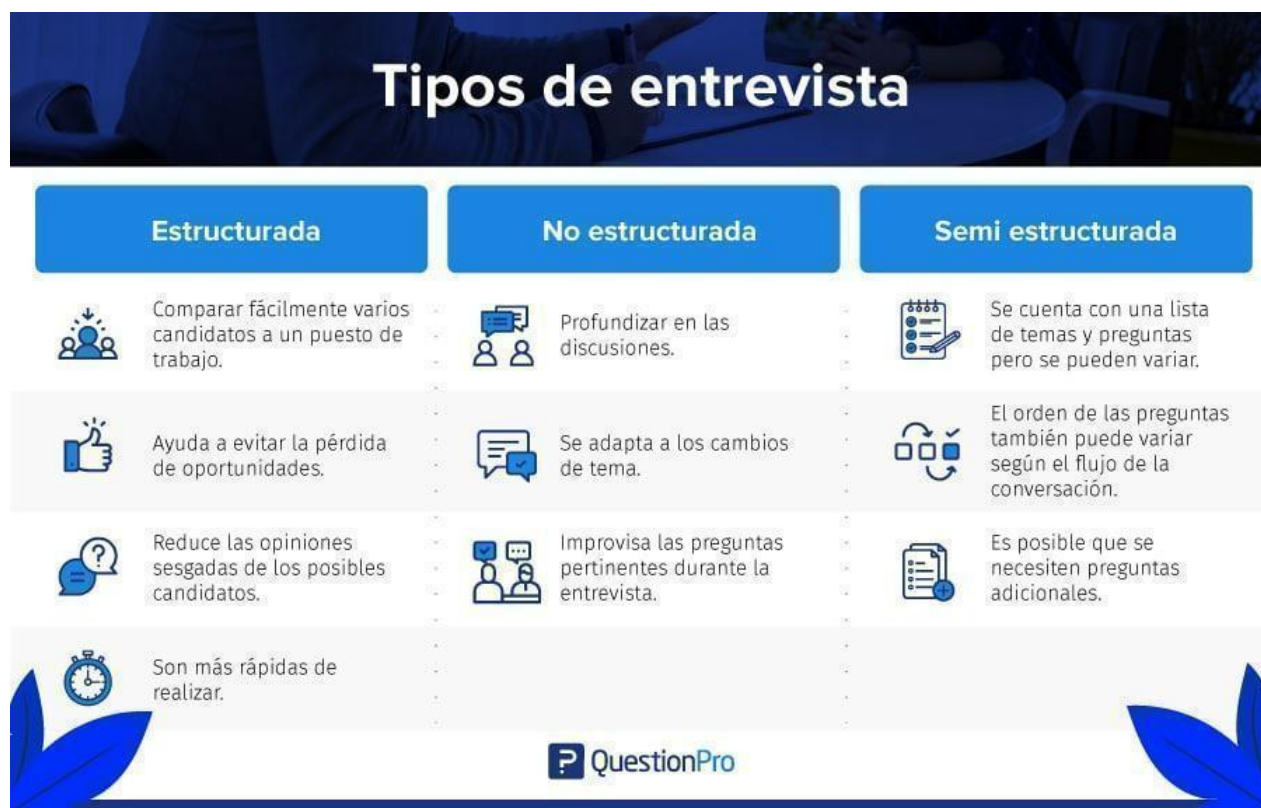 Tipos de entrevista
Estructurada
Comparar fácilmente varios
candidatos a un puesto de
trabajo.
Ayuda a evitar la pérdida
de oportunidades.
Reduce las opiniones
sesgadas de los posibles
candidatos.
Son más rápidas de
realizar.
No estructurada
Profundizar en las
discusiones.
Se adapta a los cambios
de tema.
Improvisa las preguntas
pertinentes durante la
entrevista.
Semi estructurada
Se cuenta con una lista
de temas y preguntas
pero se pueden variar.
El orden de las preguntas
también puede variar
según el flujo de la
conversación.
Es posible que se
necesiten preguntas
adicionales.
QuestionPro